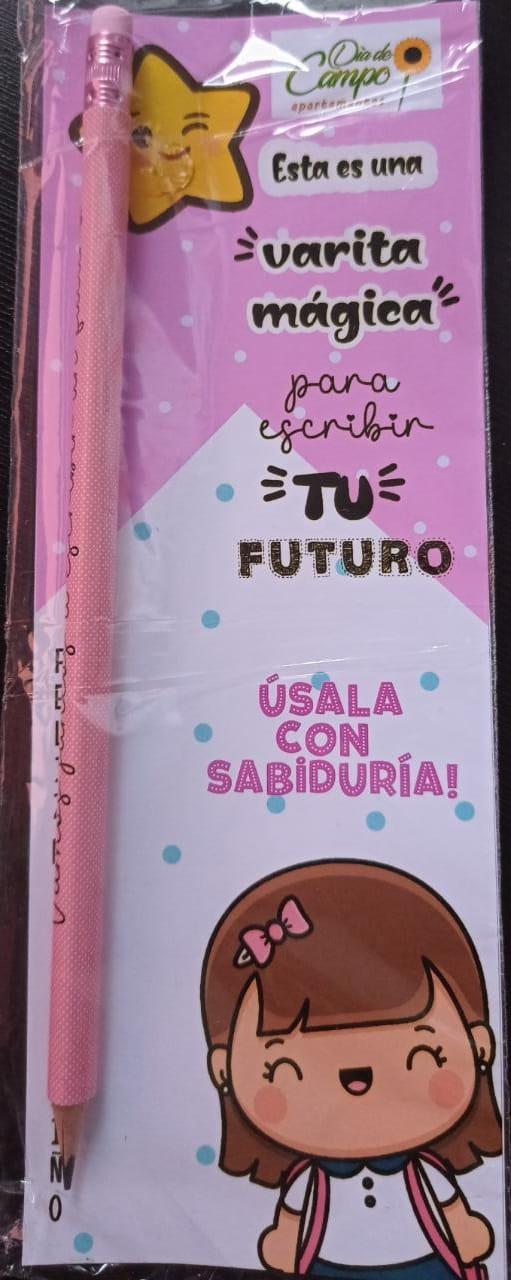 Día de
Campo
apartamentos
Esta es una
varita
mágica
para
escribir
TU
FUTURO
ÚSALA
CON
SABIDURÍA!